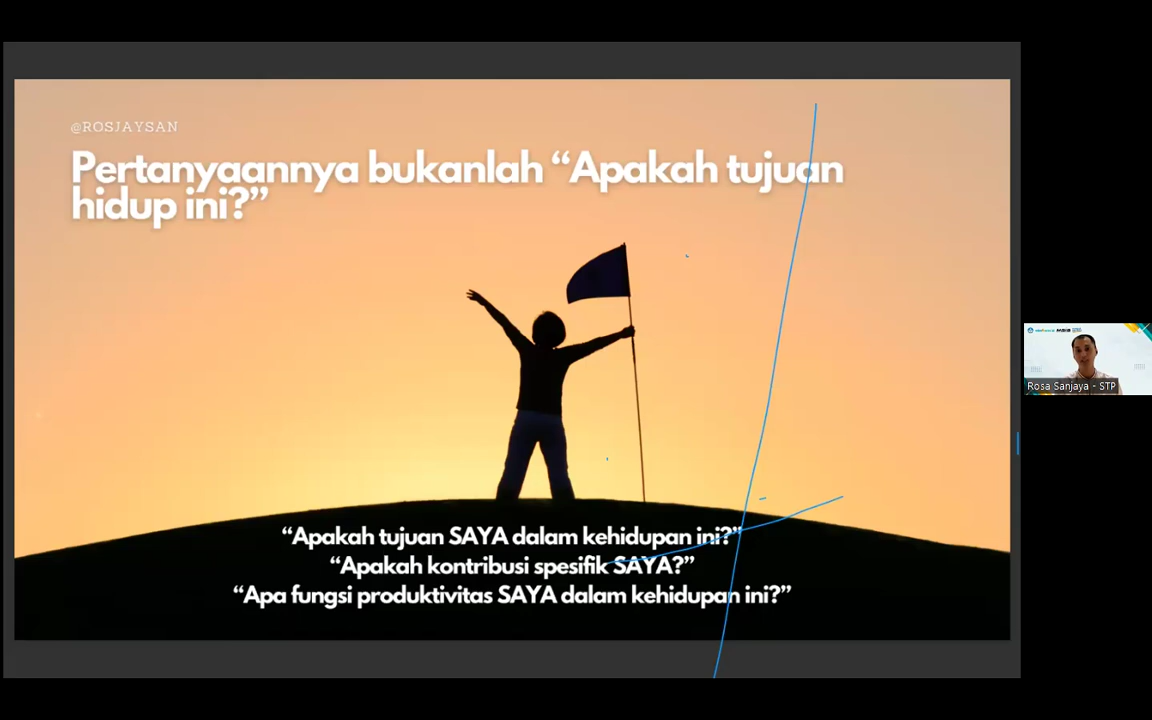 @ROSJAYSAN
Pertanyaannya bukanlah “Apakah tujuan
hidup ini?”
“Apakah tujuan SAYA dalam kehidupan ini?”
“Apakah kontribusi spesifik SAYA?”
“Apa fungsi produktivitas SAYA dalam kehidupan ini?”
Rosa Sanjaya - STP